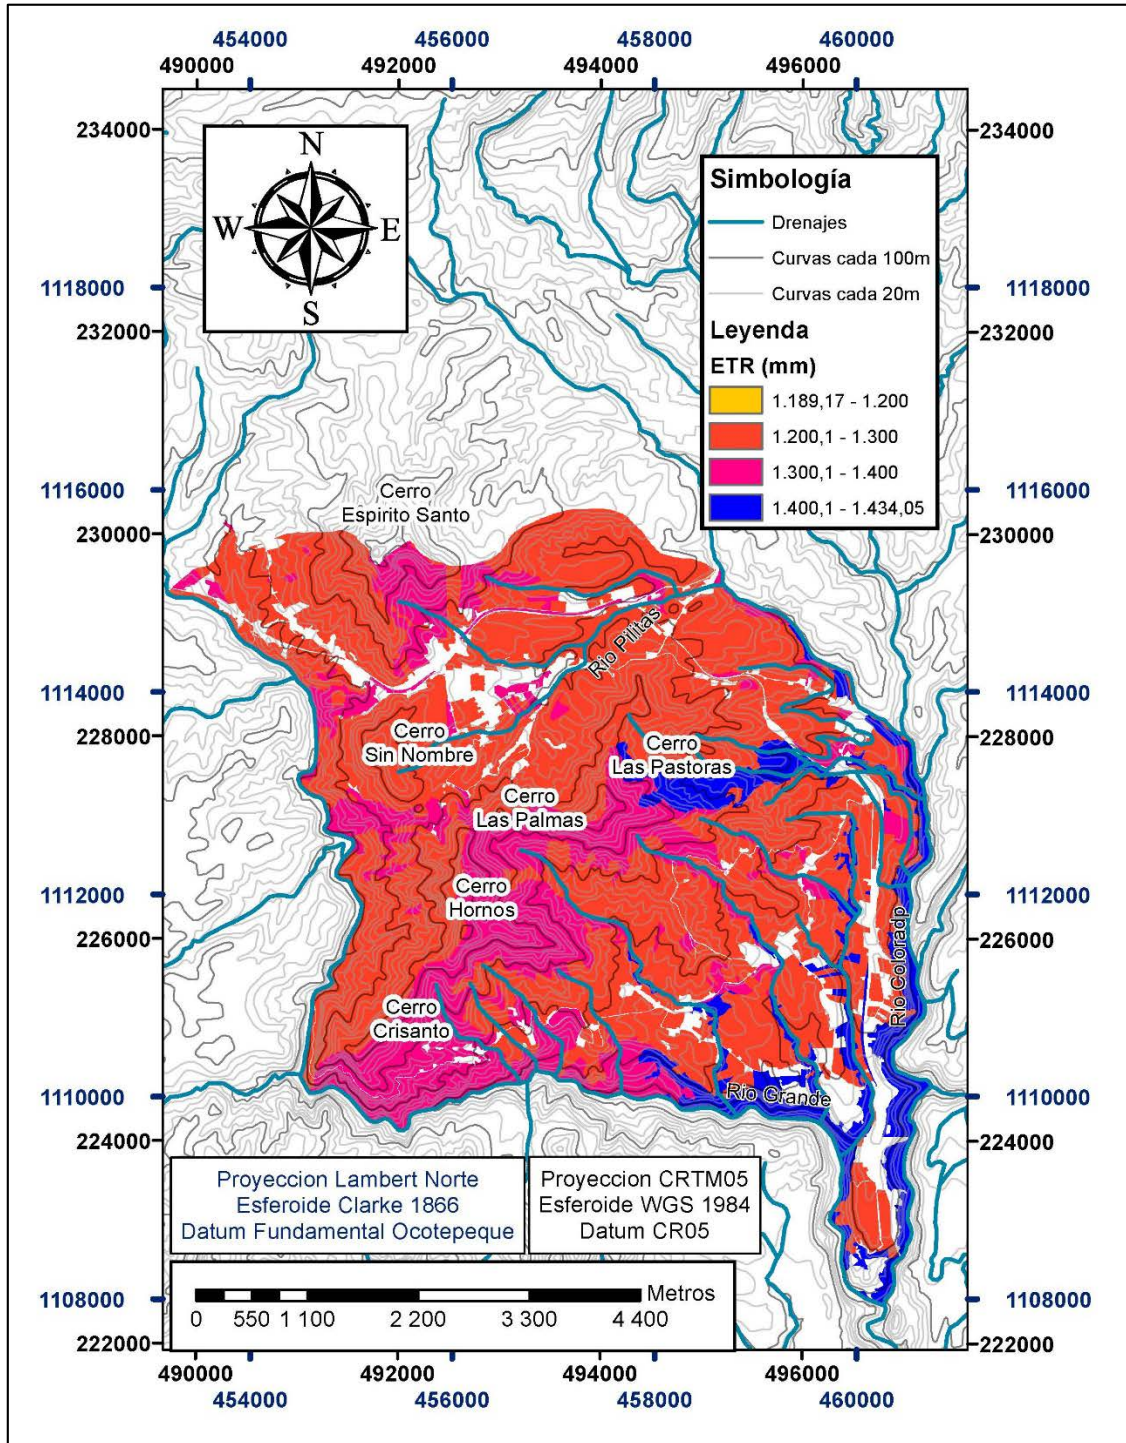 454000 456000 458000 460000
490000 492000 494000 496000
234000 234000
N
W E
S
Simbología
Drenajes
Curvas cada 100m
Curvas cada 20m
Leyenda
ETR (mm)
1.189,17 - 1.200
1.200,1 - 1.300
1.300,1 - 1.400
1.400,1 - 1.434,05
1118000 1118000
232000 232000
1116000 1116000
230000 230000
Cerro
Espirito Santo
Rio Pilitas
1114000 1114000
228000 228000
Cerro
Sin Nombre
Cerro
Las Pastoras
Cerro
Las Palmas
1112000 1112000
Cerro
Hornos
226000 226000
Rio Coloradp
Cerro
Crisanto
1110000 1110000
Rio Grande
224000 224000
Proyeccion Lambert Norte
Esferoide Clarke 1866
Datum Fundamental Ocotepeque
Proyeccion CRTM05
Esferoide WGS 1984
Datum CR05
Metros
0 550 1 100 2 200 3 300 4 400
1108000 1108000
222000 222000
490000 492000 494000 496000
454000 456000 458000 460000